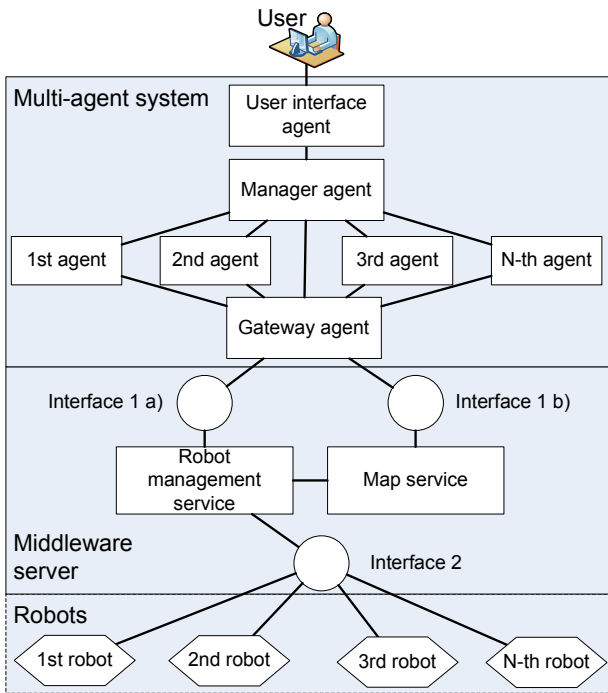 User
Multi-agent system
User interface
agent
Manager agent
1st agent
2nd agent
3rd agent
N-th agent
Gateway agent
Interface 1 a)
Interface 1 b)
Robot
management
service
Map service
Middleware
server
Interface 2
Robots
1st robot
2nd robot
3rd robot
N-th robot